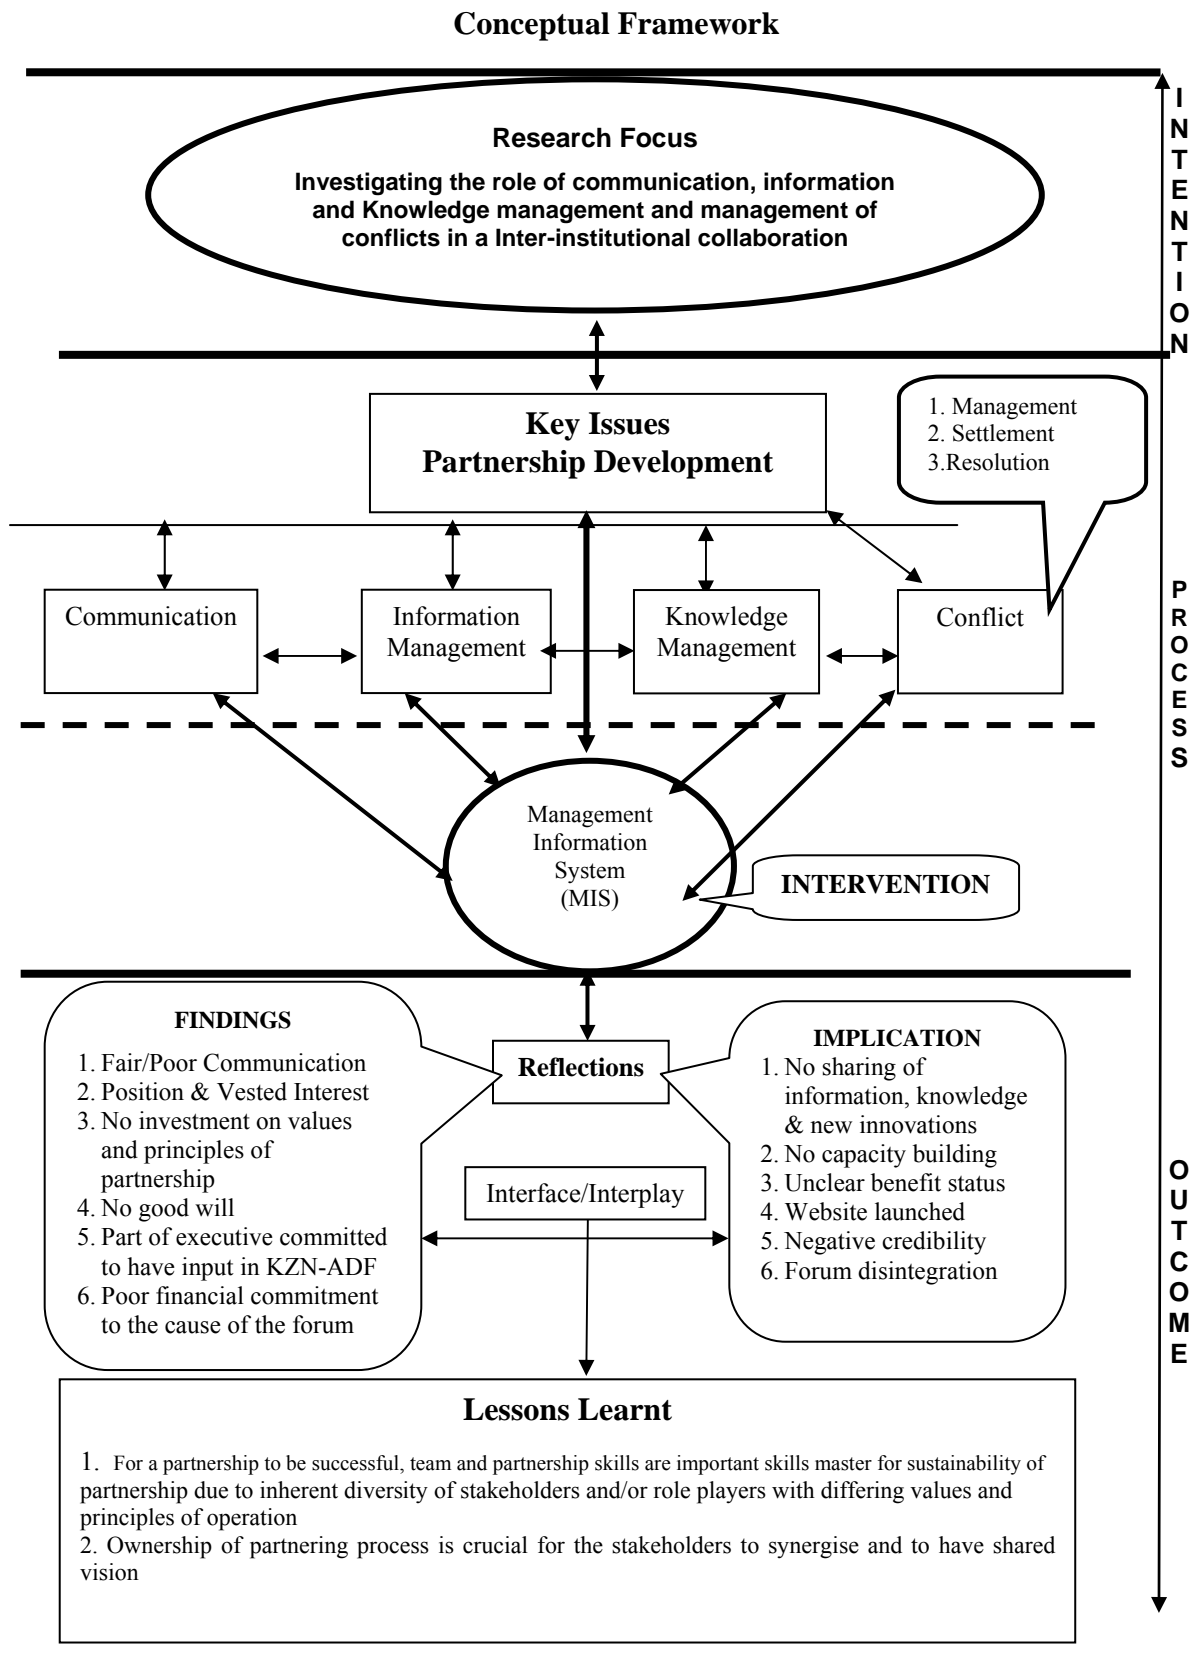 Conceptual Framework
INTENTION
Research Focus
Investigating the role of communication, information
and Knowledge management and management of
conflicts in a Inter-institutional collaboration
Key Issues
Partnership Development
1. Management
2. Settlement
3.Resolution
PROCESS
Communication
Information
Management
Knowledge
Management
Conflict
Management
Information
System
(MIS)
INTERVENTION
FINDINGS
1. Fair/Poor Communication
2. Position & Vested Interest
3. No investment on values
and principles of
partnership
4. No good will
5. Part of executive committed
to have input in KZN-ADF
6. Poor financial commitment
to the cause of the forum
Reflections
Interface/Interplay
IMPLICATION
1. No sharing of
information, knowledge
& new innovations
2. No capacity building
3. Unclear benefit status
4. Website launched
5. Negative credibility
6. Forum disintegration
OUTCOME
Lessons Learnt
1. For a partnership to be successful, team and partnership skills are important skills master for sustainability of
partnership due to inherent diversity of stakeholders and/or role players with differing values and
principles of operation
2. Ownership of partnering process is crucial for the stakeholders to synergise and to have shared
vision